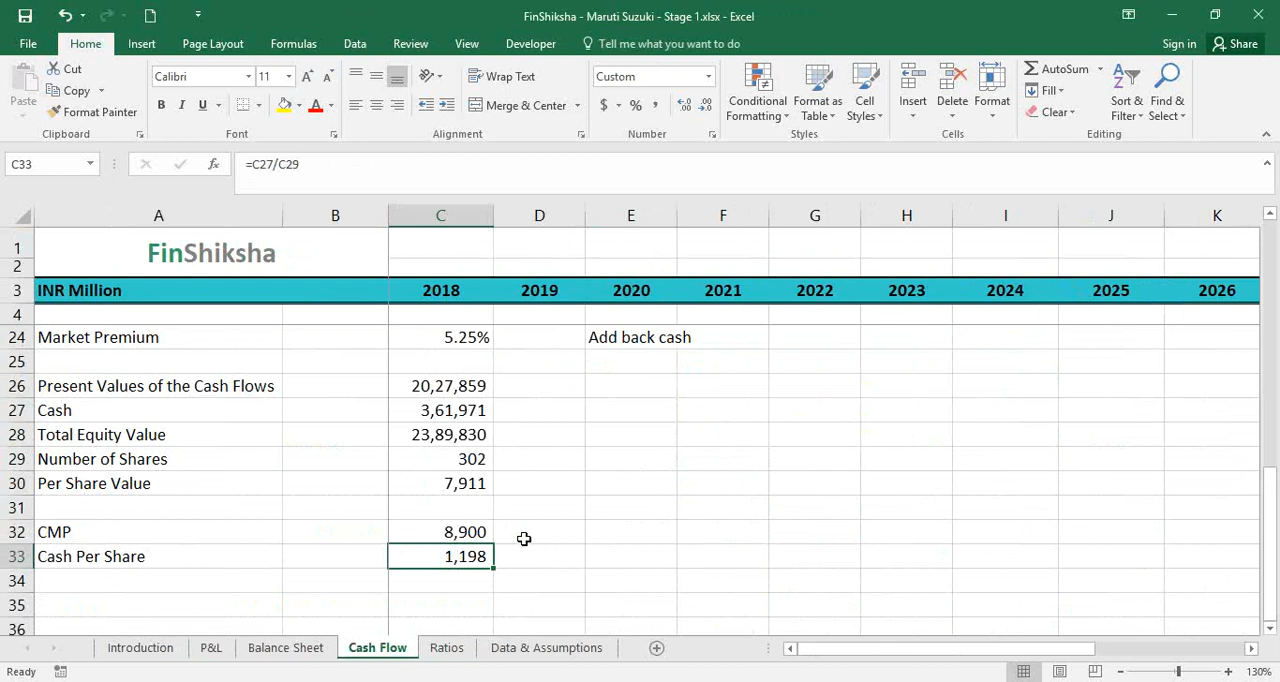 FinShiksha - Maruti Suzuki - Stage 1.xlsx - Excel
File Home Insert Page Layout Formulas Data Review View Developer Tell me what you want to do Sign in Share
Paste Cut Copy Format Painter
Calibri 11 Wrap Text Custom
B I U Merge & Center $ % ,
Conditional Formatting Format as Table Cell Styles
Insert Delete Format
AutoSum Fill Clear Sort & Filter Find & Select
Clipboard Font Alignment Number Styles Cells Editing
C33 fx =C27/C29
A B C D E F G H I J K
1 FinShiksha
2
3 INR Million 2018 2019 2020 2021 2022 2023 2024 2025 2026
4
24 Market Premium 5.25% Add back cash
25
26 Present Values of the Cash Flows 20,27,859
27 Cash 3,61,971
28 Total Equity Value 23,89,830
29 Number of Shares 302
30 Per Share Value 7,911
31
32 CMP 8,900
33 Cash Per Share 1,198
34
35
36
Introduction P&L Balance Sheet Cash Flow Ratios Data & Assumptions
Ready 130%